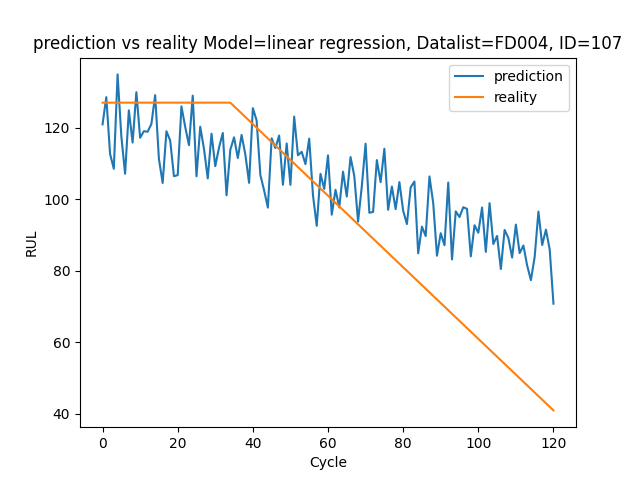 prediction vs reality Model=linear regression, Datalist=FD004, ID=107
prediction
reality
RUL
120
100
80
60
40
0 20 40 60 80 100 120
Cycle